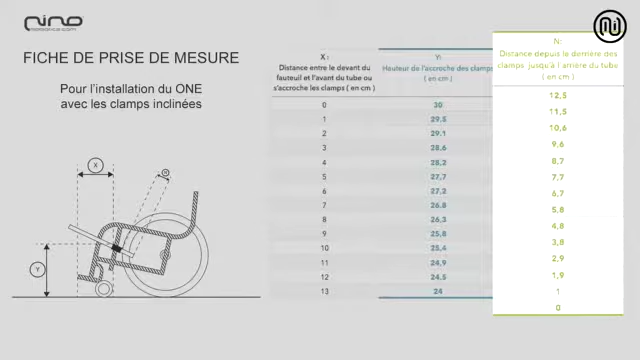 nino
FICHE DE PRISE DE MESURE
Pour l'installation du ONE
avec les clamps inclinées
X
N
Y
X :
Distance entre le devant du
fauteuil et l'avant du tube ou
s'accroche les clamps ( en cm )
0
1
2
3
4
5
6
7
8
9
10
11
12
13
Y:
Hauteur de l'accroche des clamps
( en cm )
30
29.5
29.1
28,6
28,2
27,7
27,2
26.8
26,3
25,8
25,4
24,9
24.5
24
N:
Distance depuis le derrière des
clamps jusqu'à l'arrière du tube
( en cm )
12,5
11,5
10,6
9,6
8,7
7,7
6,7
5,8
4,8
3,8
2,9
1,9
1
0